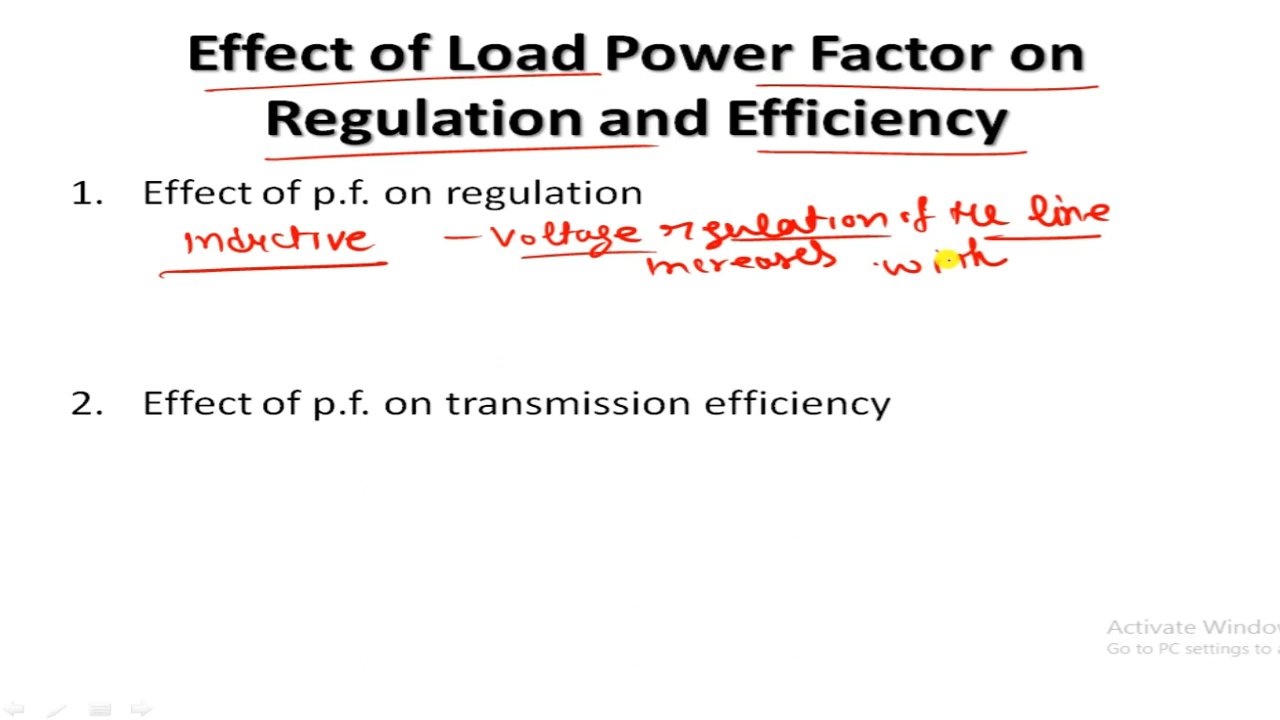 Effect of Load Power Factor on
Regulation and Efficiency
1. Effect of p.f. on regulation
Inductive – Voltage regulation of the line
increases with
2. Effect of p.f. on transmission efficiency
Activate Window
Go to PC settings to a